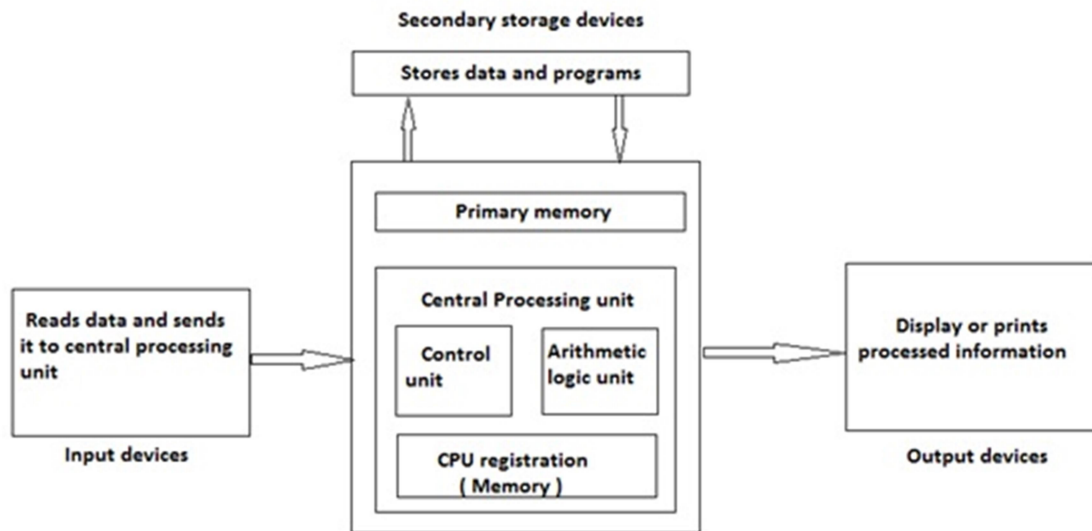 Secondary storage devices
Stores data and programs
Primary memory
Central Processing unit
Control
unit
Arithmetic
logic unit
CPU registration
( Memory )
Reads data and sends
it to central processing
unit
Input devices
Display or prints
processed information
Output devices